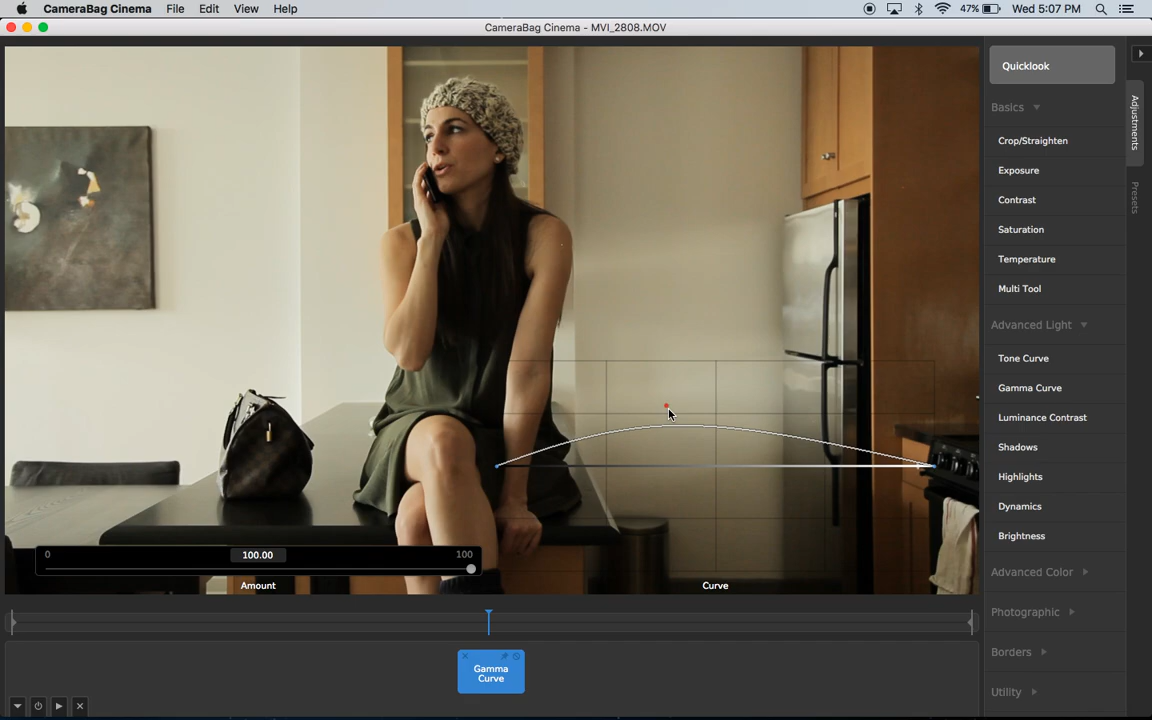 CameraBag Cinema File Edit View Help 47% Wed 5:07 PM
CameraBag Cinema - MVI_2808.MOV
Quicklook
Basics
Crop/Straighten
Exposure
Contrast
Saturation
Temperature
Multi Tool
Advanced Light
Tone Curve
Gamma Curve
Luminance Contrast
Shadows
Highlights
Dynamics
Brightness
Advanced Color
Photographic
Borders
Utility
Adjustments
Presets
0 100.00 100
Amount
Curve
Gamma
Curve